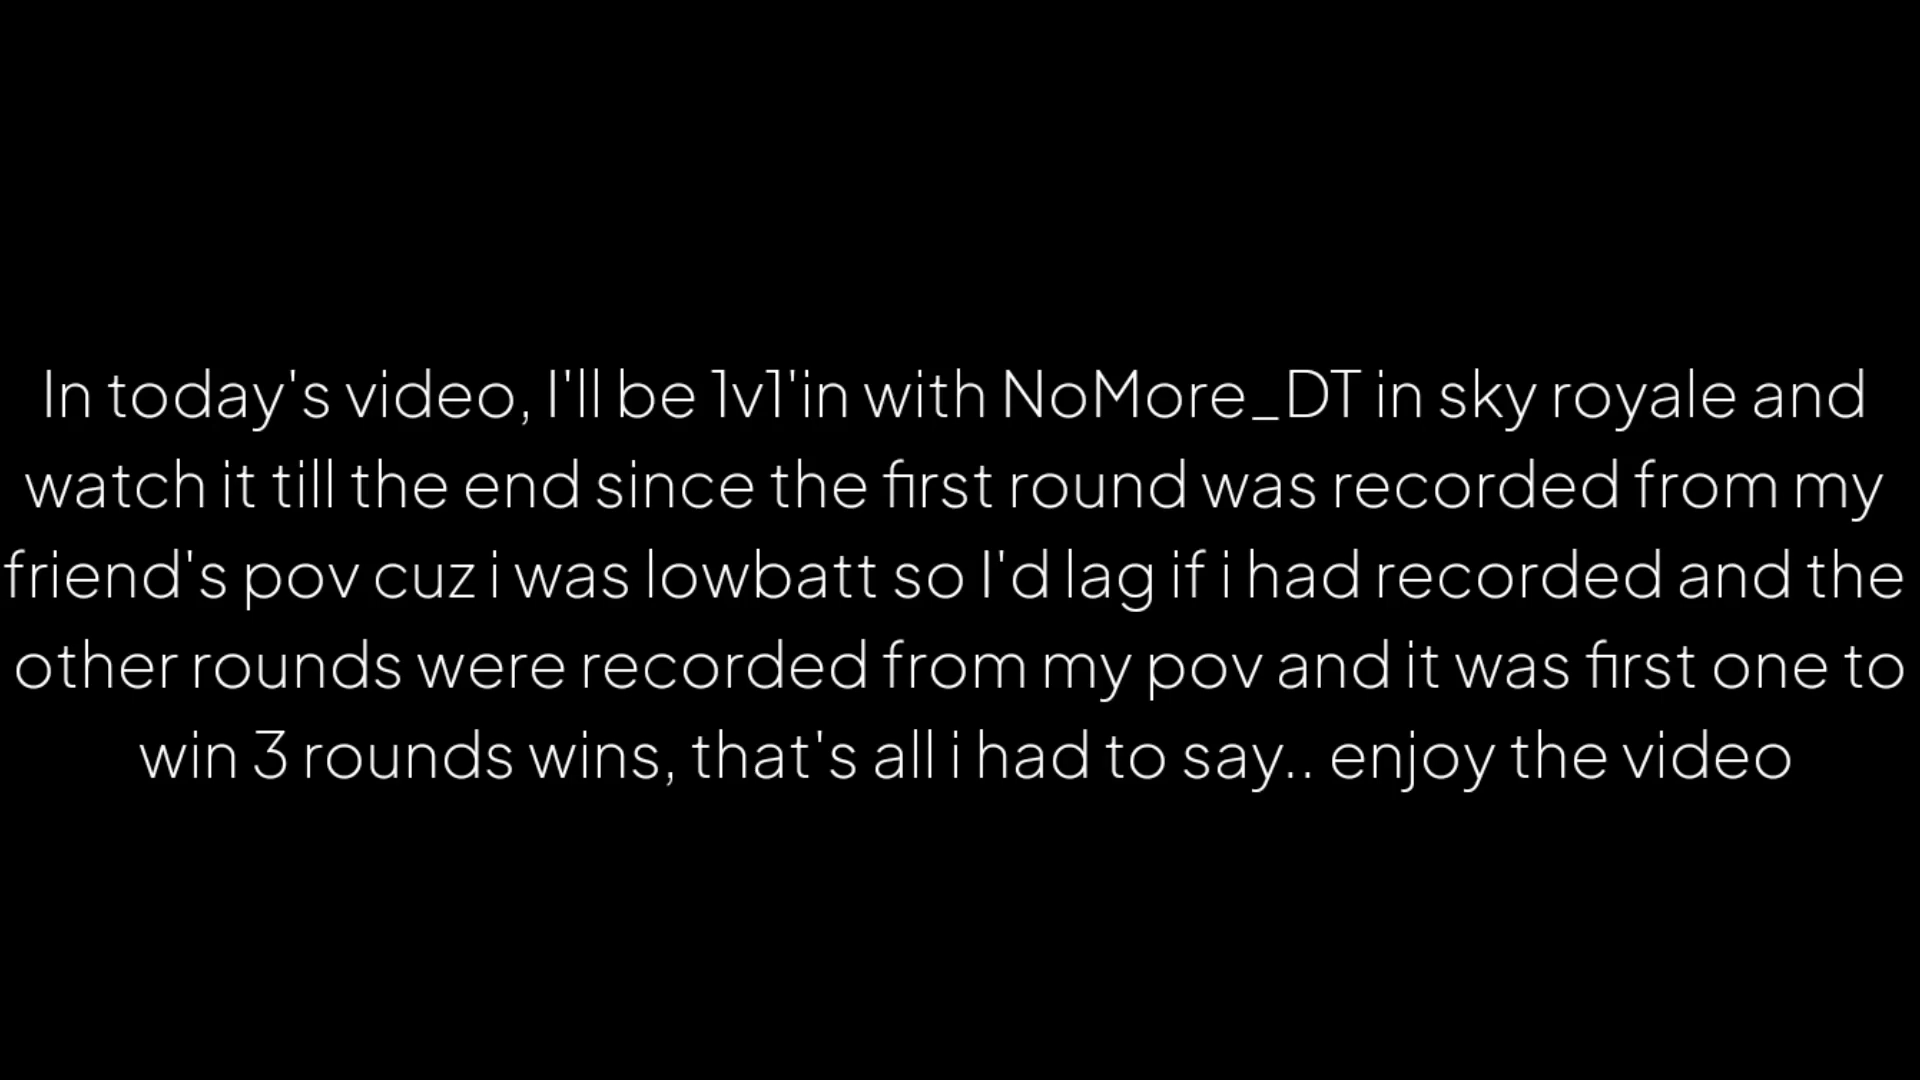 In today's video, I'll be 1v1'in with NoMore_DT in sky royale and
watch it till the end since the first round was recorded from my
friend's pov cuz i was lowbatt so I'd lag if i had recorded and the
other rounds were recorded from my pov and it was first one to
win 3 rounds wins, that's all i had to say.. enjoy the video